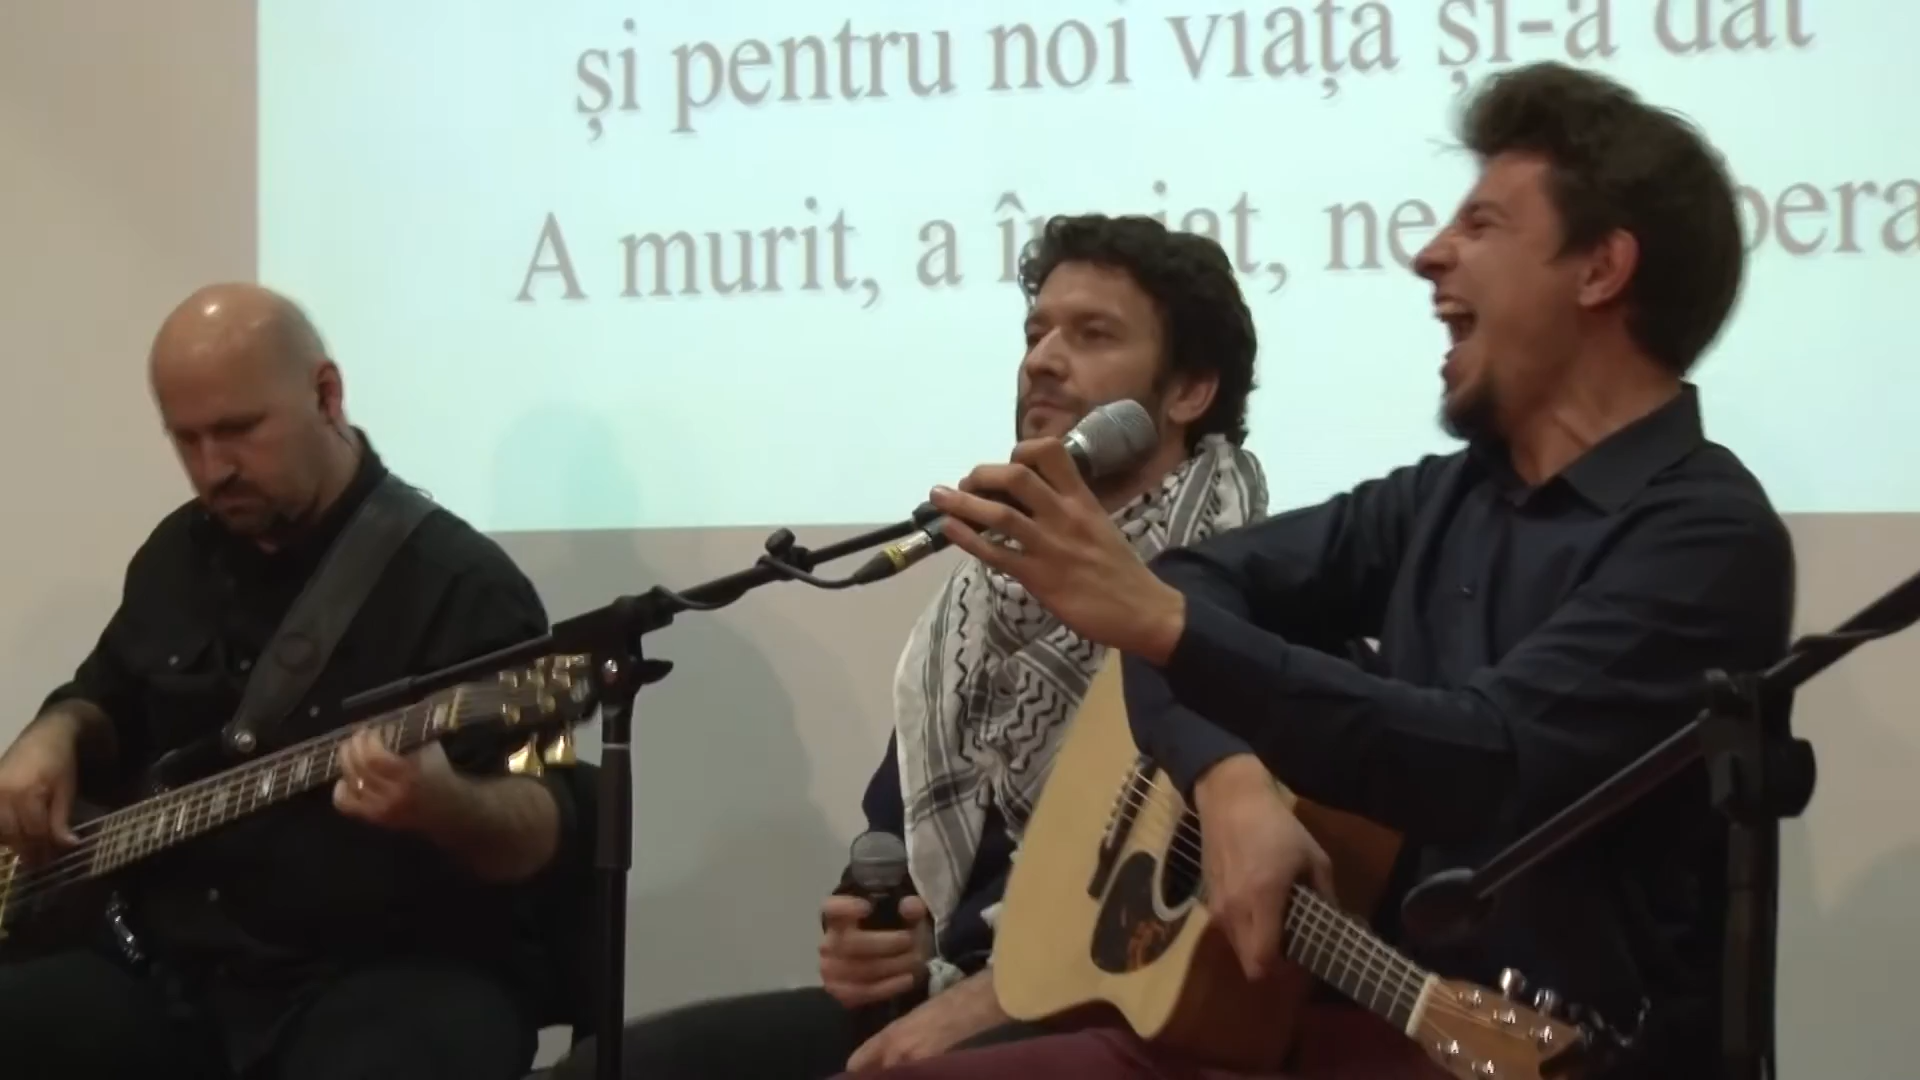 și pentru noi viața și-a dat
A murit, a